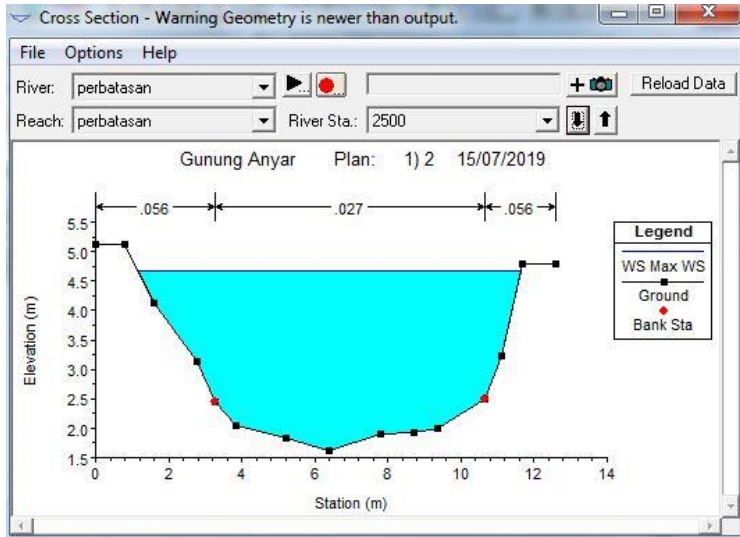 Cross Section - Warning Geometry is newer than output.
File Options Help
River: perbatasan
Reload Data
Reach: perbatasan River Sta.: 2500
Gunung Anyar Plan: 1) 2 15/07/2019
.056 .027 .056
5.5
5.0
4.5
4.0
3.5
3.0
2.5
2.0
1.5
Elevation (m)
0 2 4 6 8 10 12 14
Station (m)
Legend
WS Max WS
Ground
Bank Sta